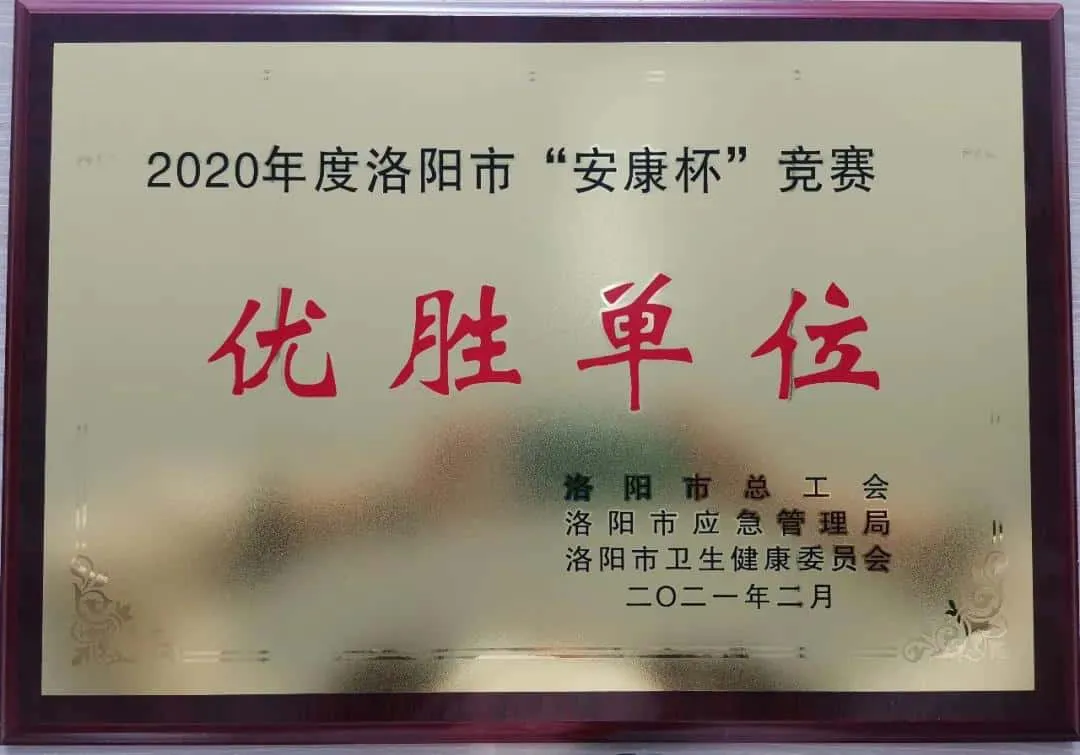 2020年度洛阳市“安康杯”竞赛
优胜单位
洛阳市总工会
洛阳市应急管理局
洛阳市卫生健康委员会
二〇二一年二月